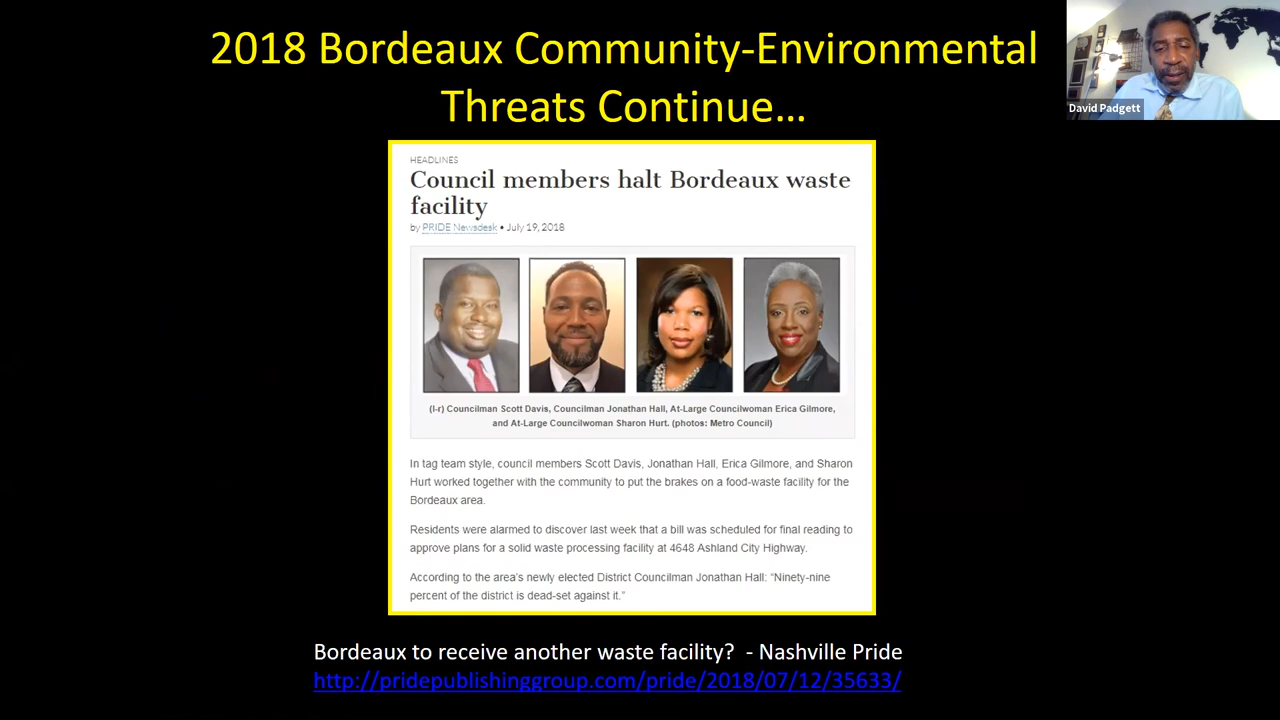 2018 Bordeaux Community-Environmental
Threats Continue…
David Padgett
HEADLINES
Council members halt Bordeaux waste
facility
by PRIDE Newsdesk • July 19, 2018
(l-r) Councilman Scott Davis, Councilman Jonathan Hall, At-Large Councilwoman Erica Gilmore,
and At-Large Councilwoman Sharon Hurt. (photos: Metro Council)
In tag team style, council members Scott Davis, Jonathan Hall, Erica Gilmore, and Sharon
Hurt worked together with the community to put the brakes on a food-waste facility for the
Bordeaux area.
Residents were alarmed to discover last week that a bill was scheduled for final reading to
approve plans for a solid waste processing facility at 4648 Ashland City Highway.
According to the area's newly elected District Councilman Jonathan Hall: “Ninety-nine
percent of the district is dead-set against it.”
Bordeaux to receive another waste facility?  - Nashville Pride
http://pridepublishinggroup.com/pride/2018/07/12/35633/